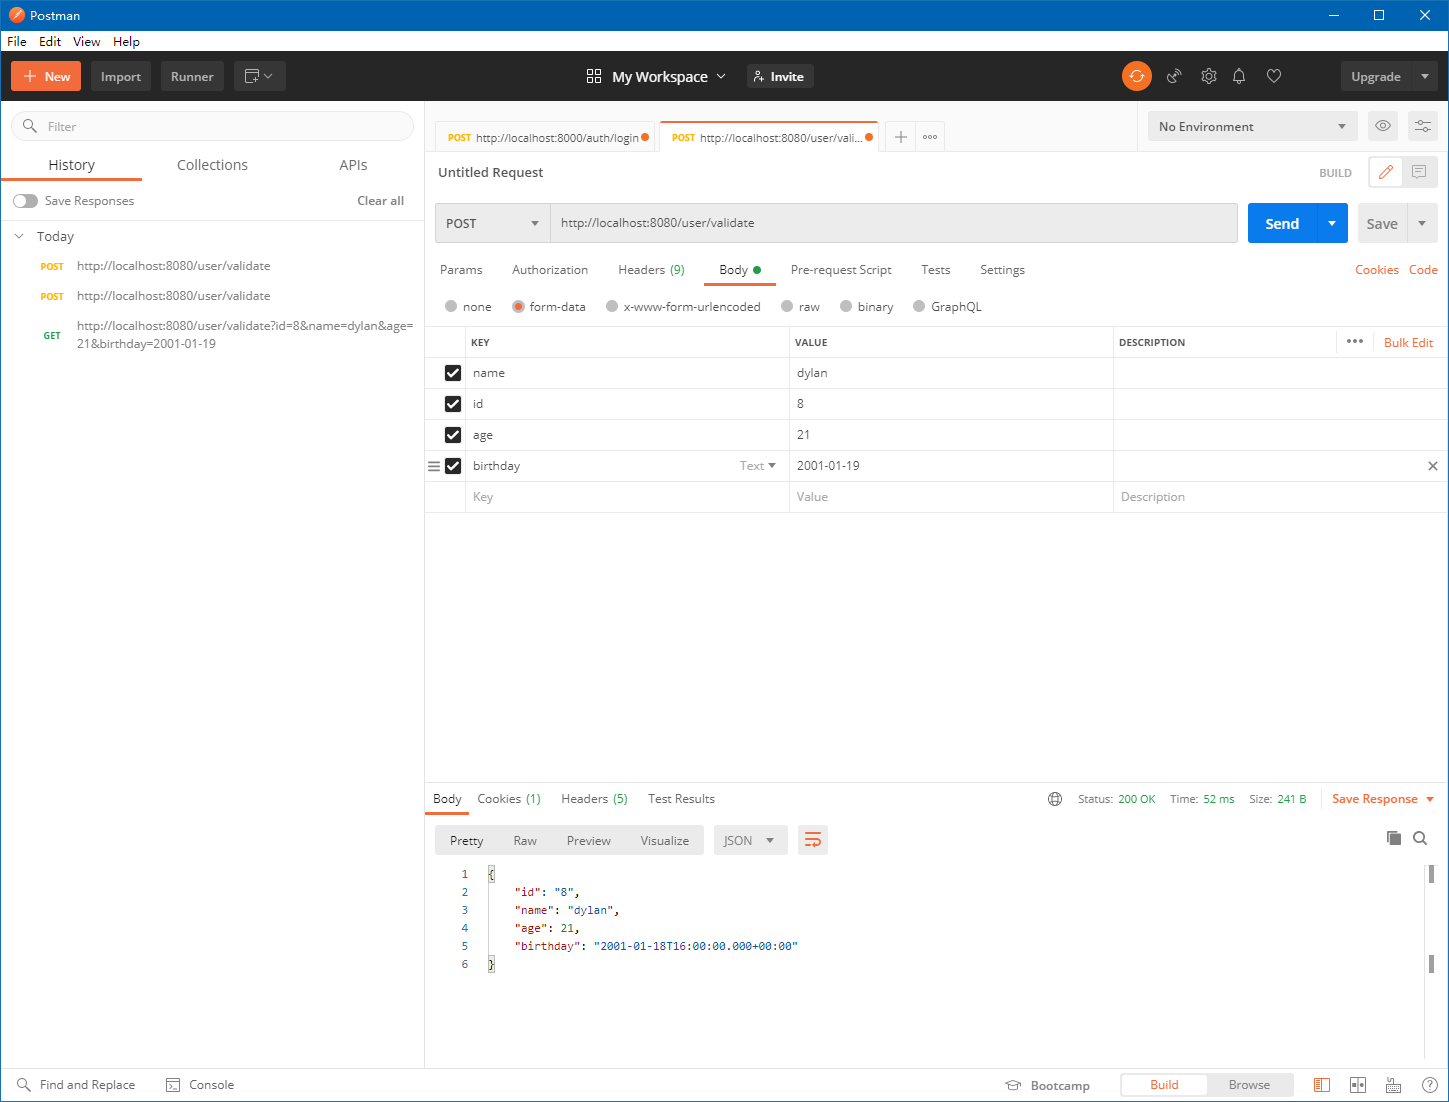 Postman
File Edit View Help
New Import Runner My Workspace Invite Upgrade
Filter
History Collections APIs
Save Responses Clear all
Today
POST http://localhost:8080/user/validate
POST http://localhost:8080/user/validate
GET http://localhost:8080/user/validate?id=8&name=dylan&age=
21&birthday=2001-01-19
POST http://localhost:8000/auth/login POST http://localhost:8080/user/vali...
No Environment
Untitled Request BUILD
POST http://localhost:8080/user/validate Send Save
Params Authorization Headers (9) Body Pre-request Script Tests Settings Cookies Code
none form-data x-www-form-urlencoded raw binary GraphQL
KEY VALUE DESCRIPTION Bulk Edit
name dylan
id 8
age 21
birthday Text 2001-01-19
Key Value Description
Body Cookies (1) Headers (5) Test Results Status: 200 OK Time: 52 ms Size: 241 B Save Response
Pretty Raw Preview Visualize JSON
1 {
2 "id": "8",
3 "name": "dylan",
4 "age": 21,
5 "birthday": "2001-01-18T16:00:00.000+00:00"
6 }
Find and Replace Console Bootcamp Build Browse